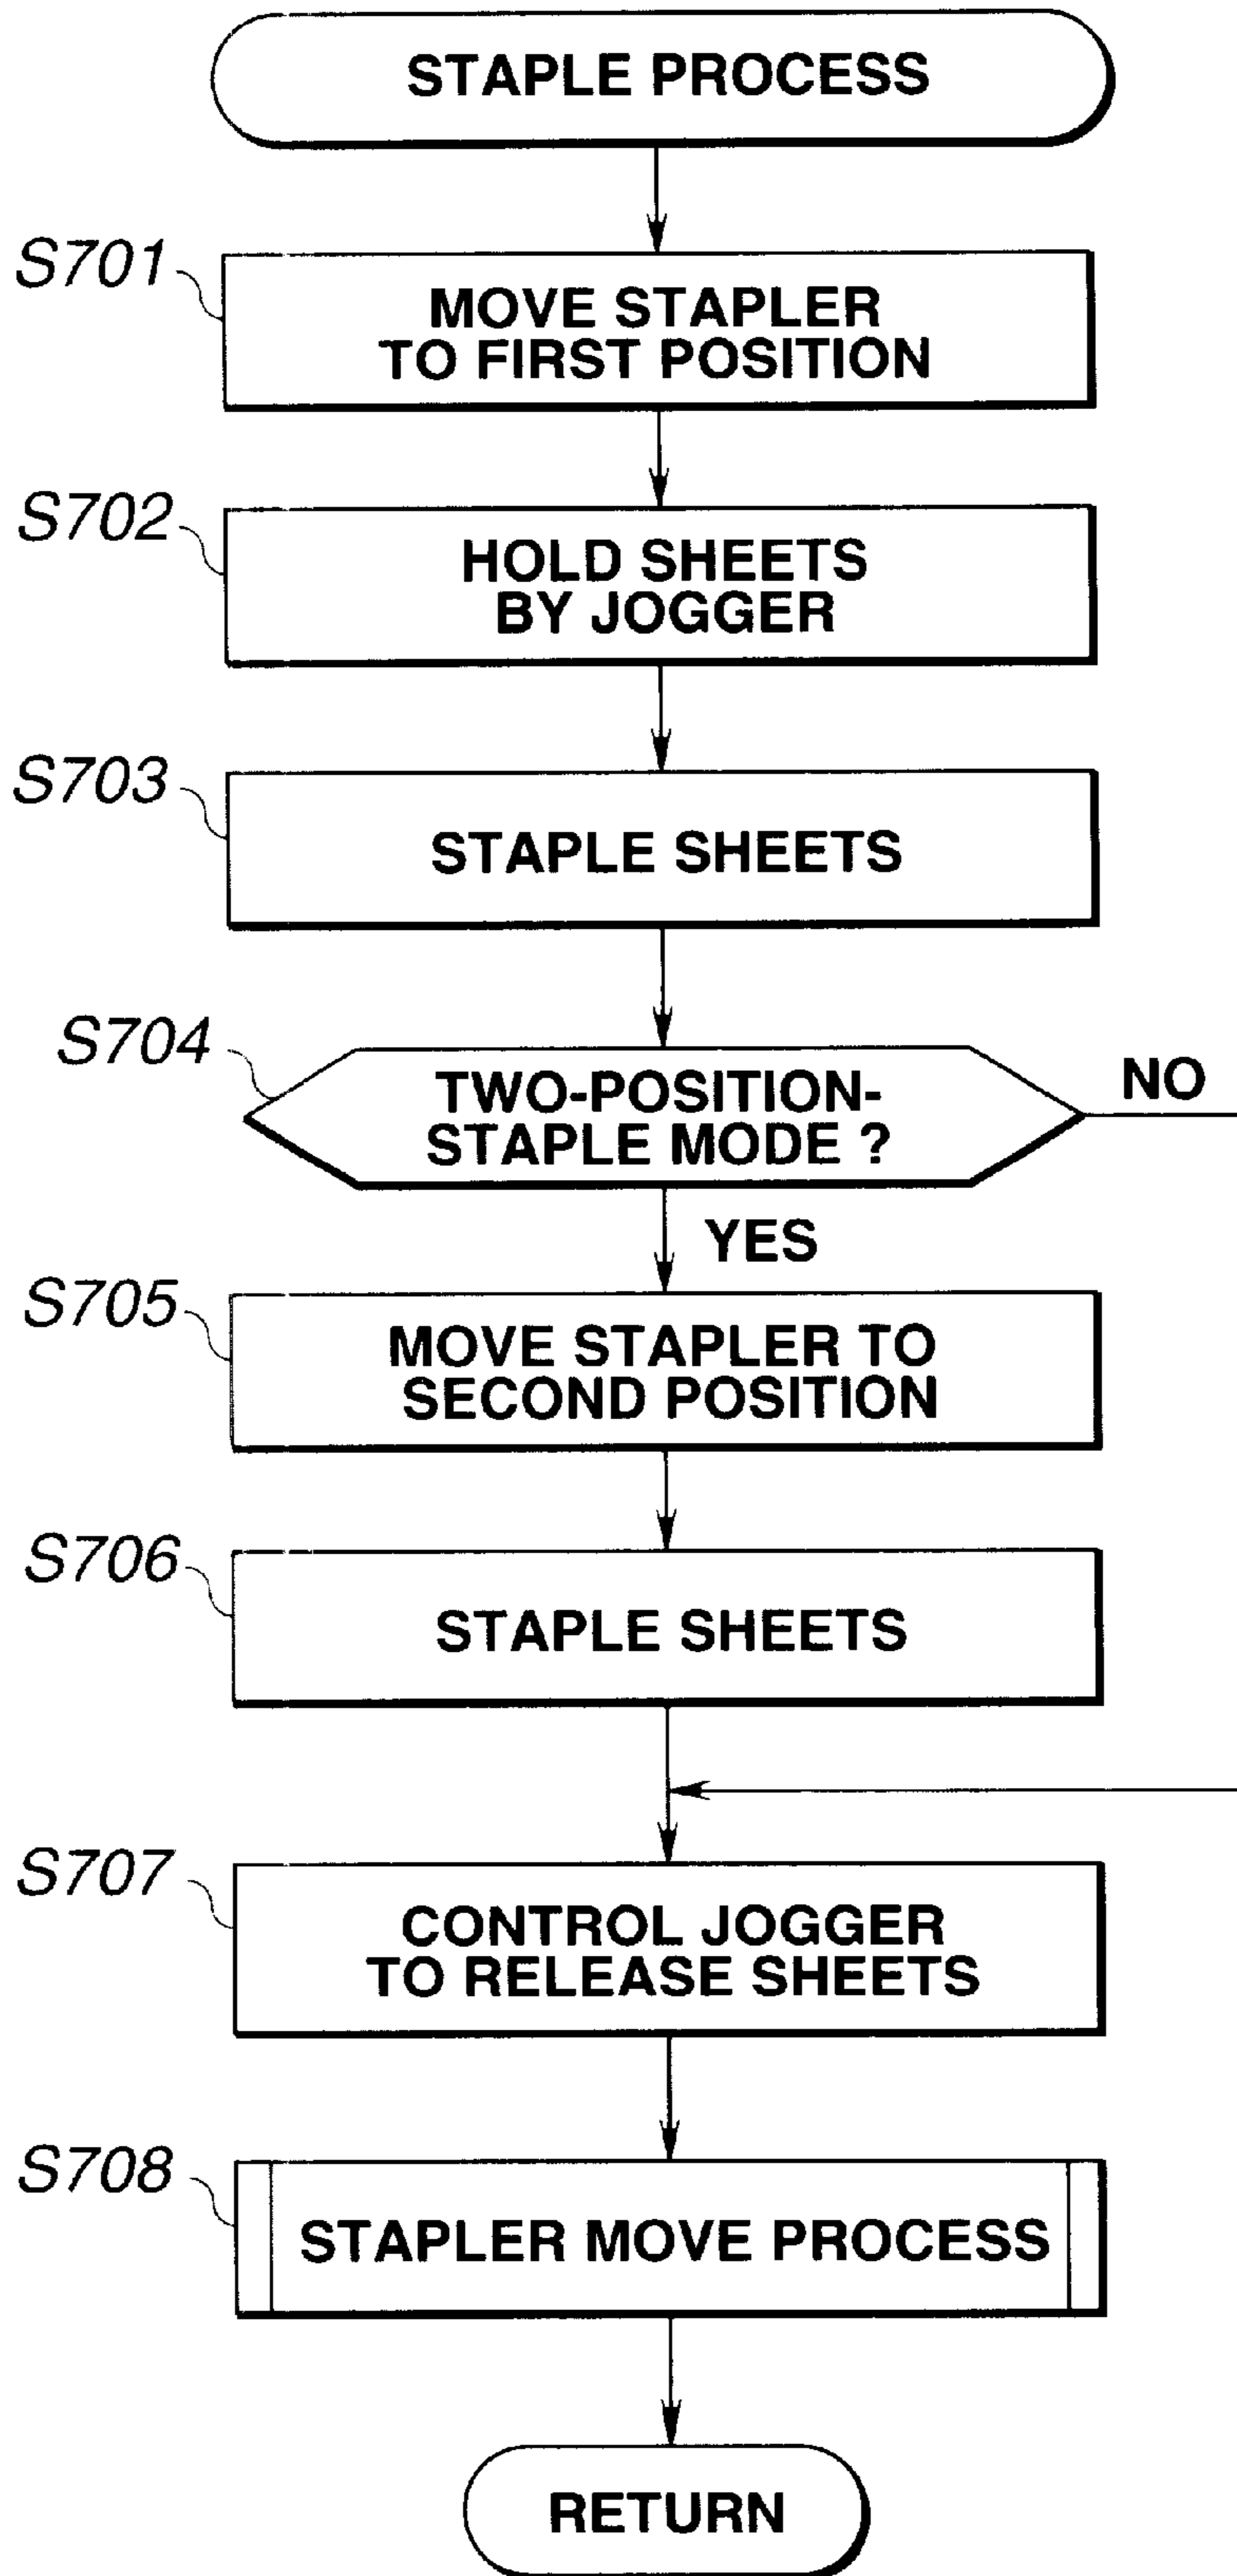 STAPLE PROCESS
S701
MOVE STAPLER
TO FIRST POSITION
S702
HOLD SHEETS
BY JOGGER
S703
STAPLE SHEETS
S704
TWO-POSITION-
STAPLE MODE ?
NO
YES
S705
MOVE STAPLER TO
SECOND POSITION
S706
STAPLE SHEETS
S707
CONTROL JOGGER
TO RELEASE SHEETS
S708
STAPLER MOVE PROCESS
RETURN